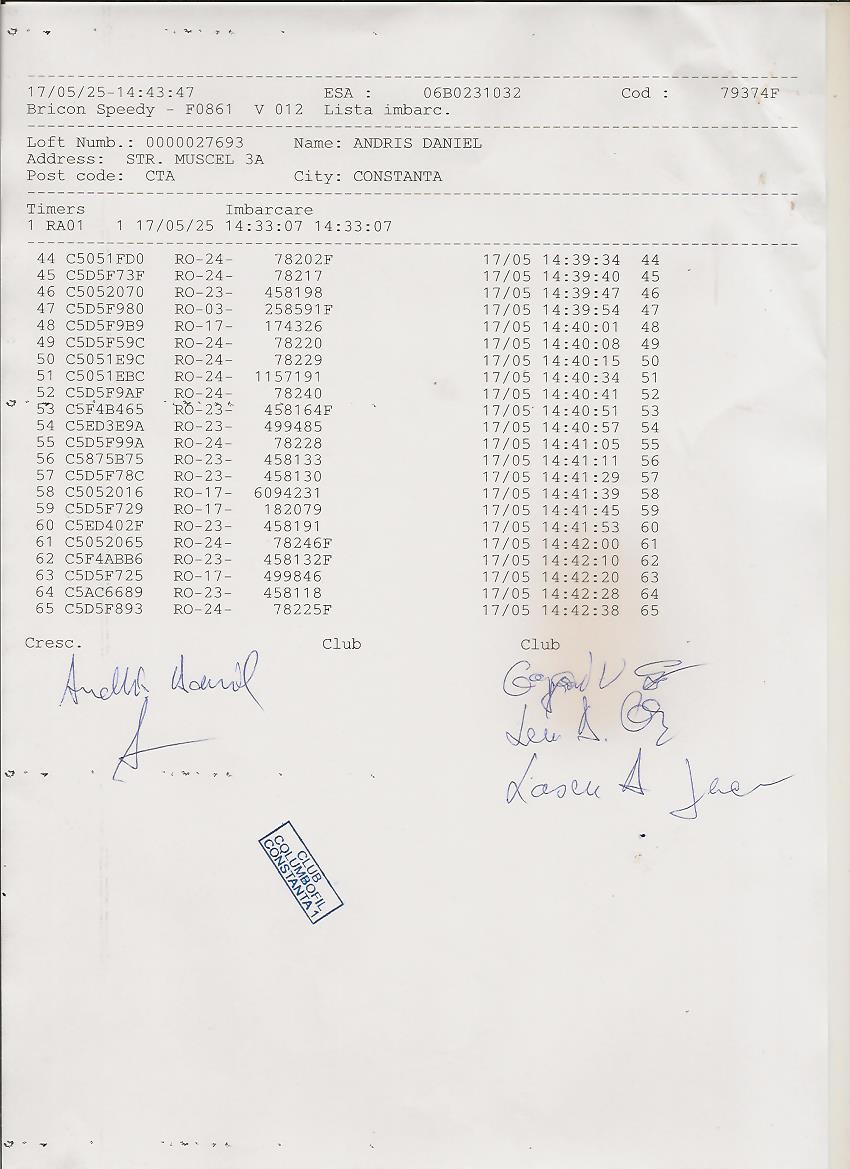 17/05/25-14:43:47 ESA : 06B0231032 Cod : 79374F
Bricon Speedy - F0861 V 012 Lista imbarc.
Loft Numb.: 0000027693 Name: ANDRIS DANIEL
Address: STR. MUSCEL 3A
Post code: CTA City: CONSTANTA
Timers Imbarcare
1 RA01 1 17/05/25 14:33:07 14:33:07
44 C5051FD0 RO-24- 78202F 17/05 14:39:34 44
45 C5D5F73F RO-24- 78217 17/05 14:39:40 45
46 C5052070 RO-23- 458198 17/05 14:39:47 46
47 C5D5F980 RO-03- 258591F 17/05 14:39:54 47
48 C5D5F9B9 RO-17- 174326 17/05 14:40:01 48
49 C5D5F59C RO-24- 78220 17/05 14:40:08 49
50 C5051E9C RO-24- 78229 17/05 14:40:15 50
51 C5051EBC RO-24- 1157191 17/05 14:40:34 51
52 C5D5F9AF RO-24- 78240 17/05 14:40:41 52
53 C5F4B465 RO-23- 458164F 17/05 14:40:51 53
54 C5ED3E9A RO-23- 499485 17/05 14:40:57 54
55 C5D5F99A RO-24- 78228 17/05 14:41:05 55
56 C5875B75 RO-23- 458133 17/05 14:41:11 56
57 C5D5F78C RO-23- 458130 17/05 14:41:29 57
58 C5052016 RO-17- 6094231 17/05 14:41:39 58
59 C5D5F729 RO-17- 182079 17/05 14:41:45 59
60 C5ED402F RO-23- 458191 17/05 14:41:53 60
61 C5052065 RO-24- 78246F 17/05 14:42:00 61
62 C5F4ABB6 RO-23- 458132F 17/05 14:42:10 62
63 C5D5F725 RO-17- 499846 17/05 14:42:20 63
64 C5AC6689 RO-23- 458118 17/05 14:42:28 64
65 C5D5F893 RO-24- 78225F 17/05 14:42:38 65
Cresc. Club Club
CLUB
COLUMBOFIL
CONSTANTA 1